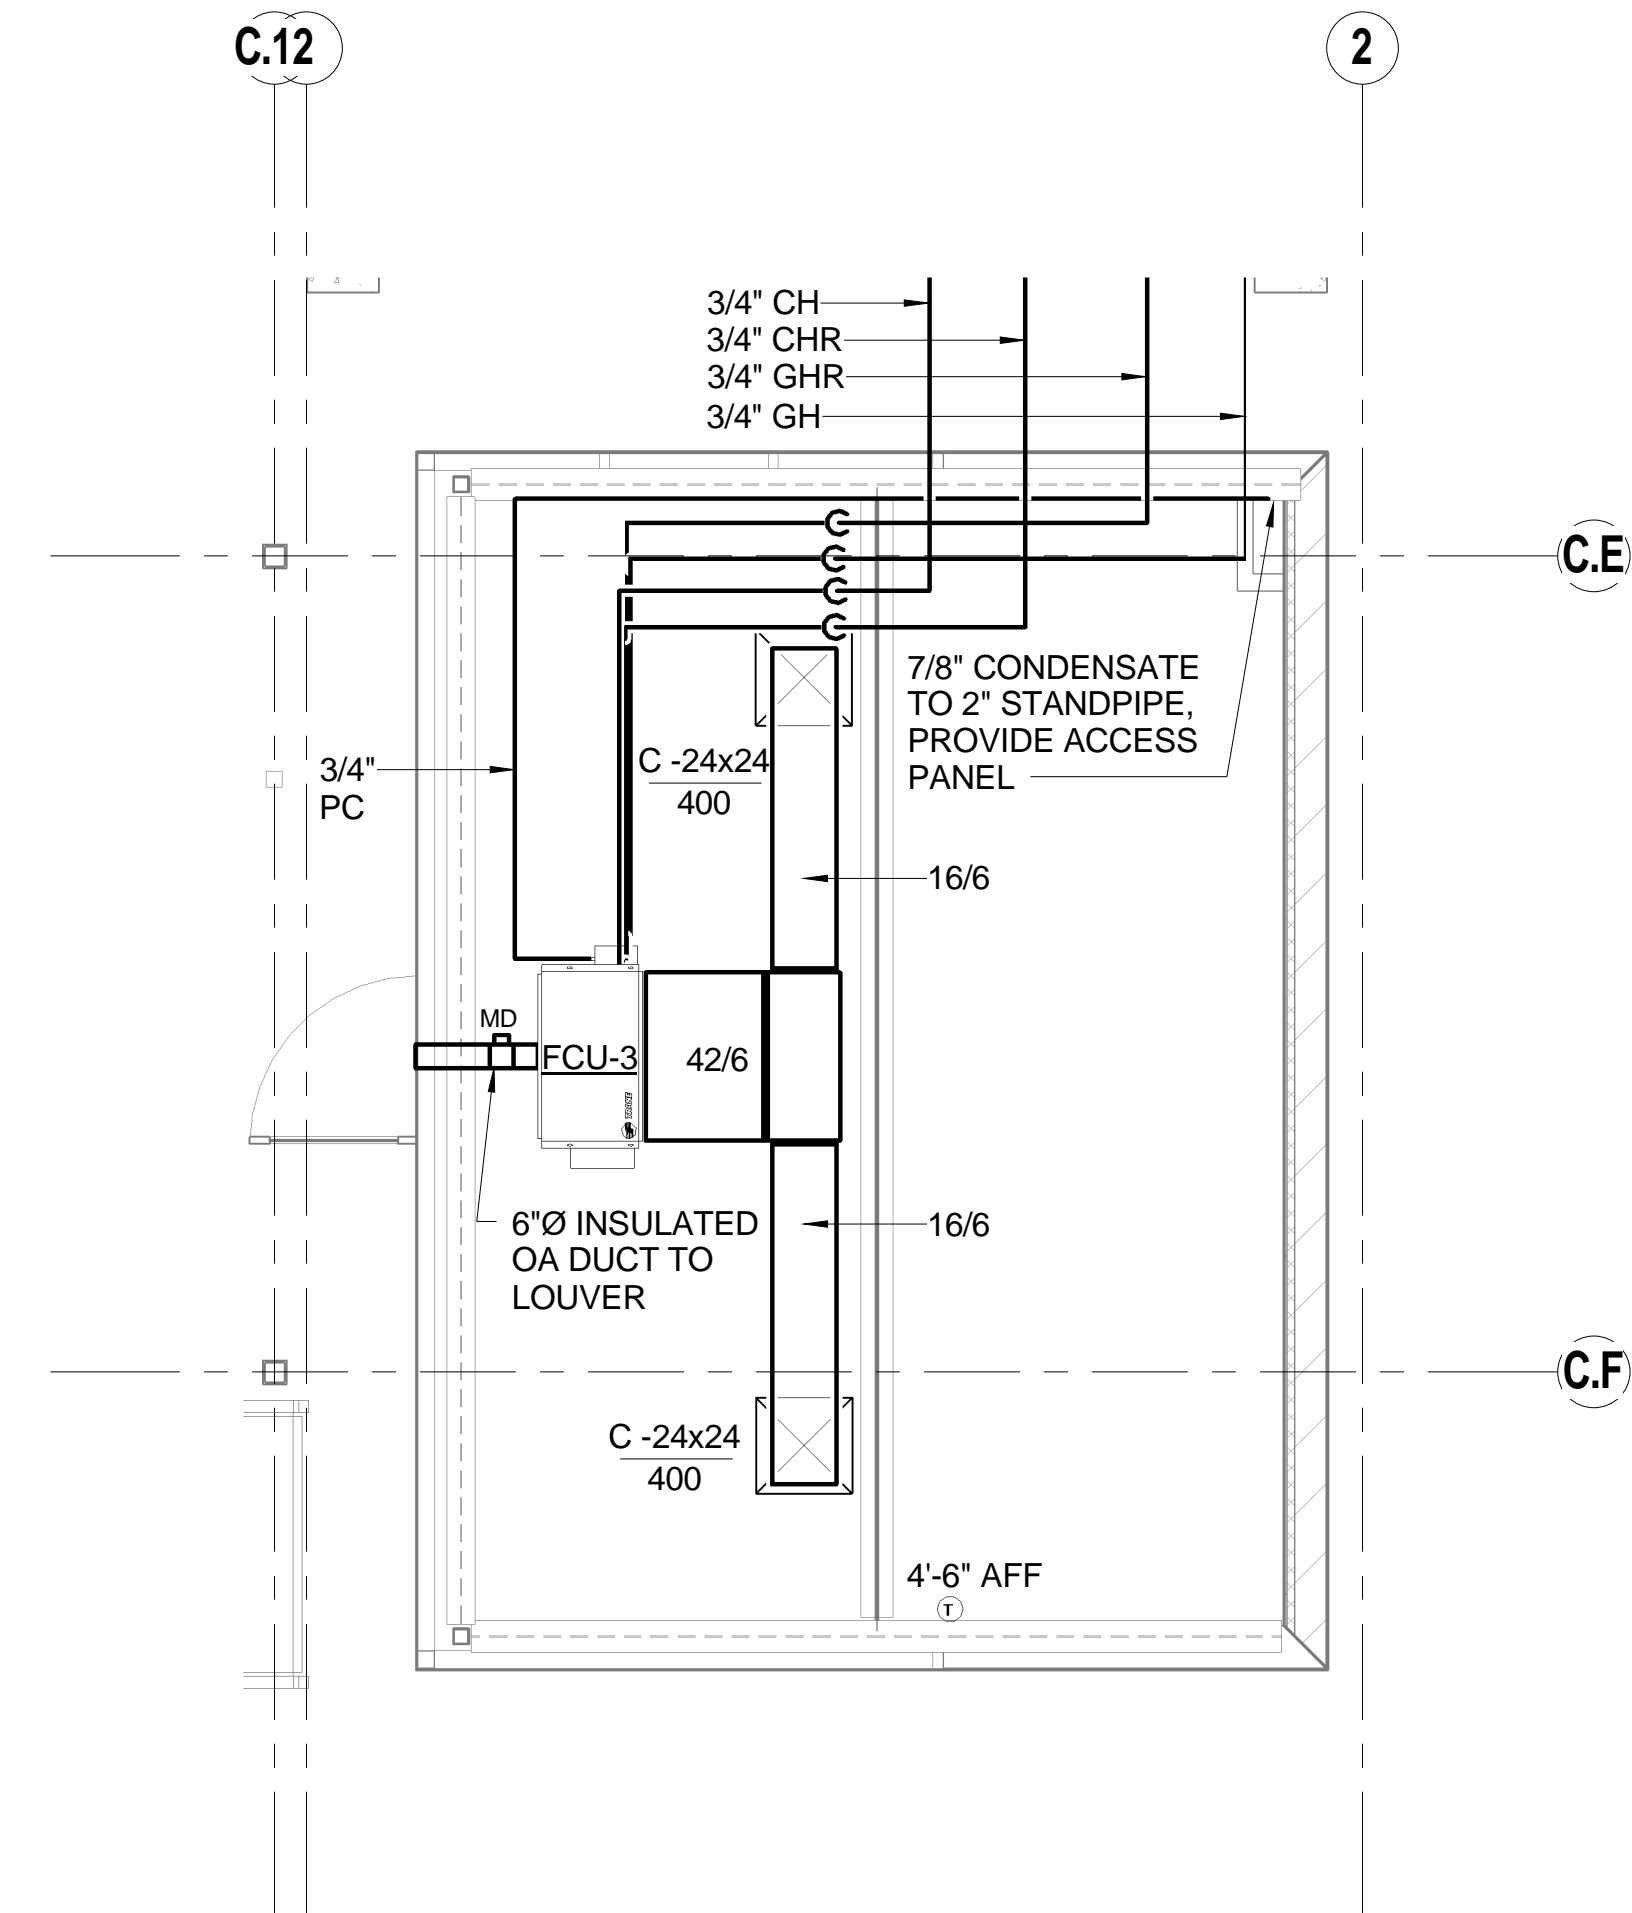 C.12
2
3/4" CH
3/4" CHR
3/4" GHR
3/4" GH
C.E
7/8" CONDENSATE
TO 2" STANDPIPE,
PROVIDE ACCESS
PANEL
3/4"
PC
C -24x24
400
16/6
MD
FCU-3
42/6
TRANE
6"Ø INSULATED
OA DUCT TO
LOUVER
16/6
C.F
C -24x24
400
4'-6" AFF
T